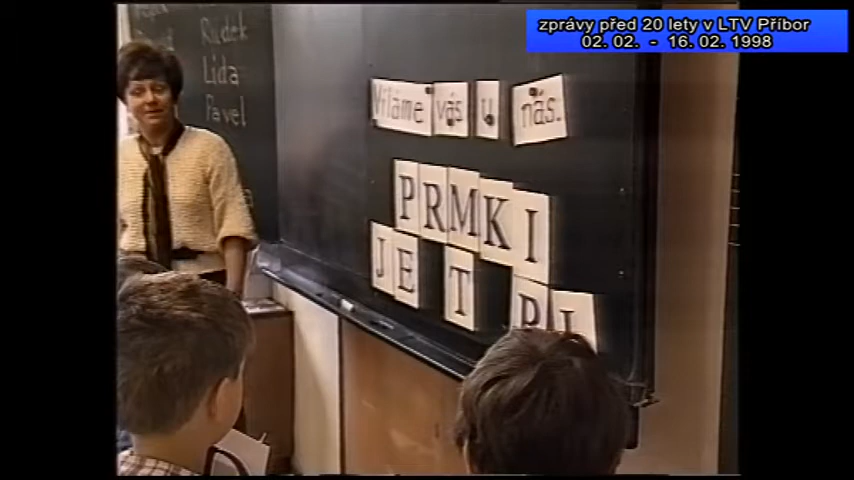 zprávy před 20 lety v LTV Příbor
02. 02. - 16. 02. 1998
Radek
Lída
Pavel
Vítáme vás u nás.
PRMKI
JE T PI